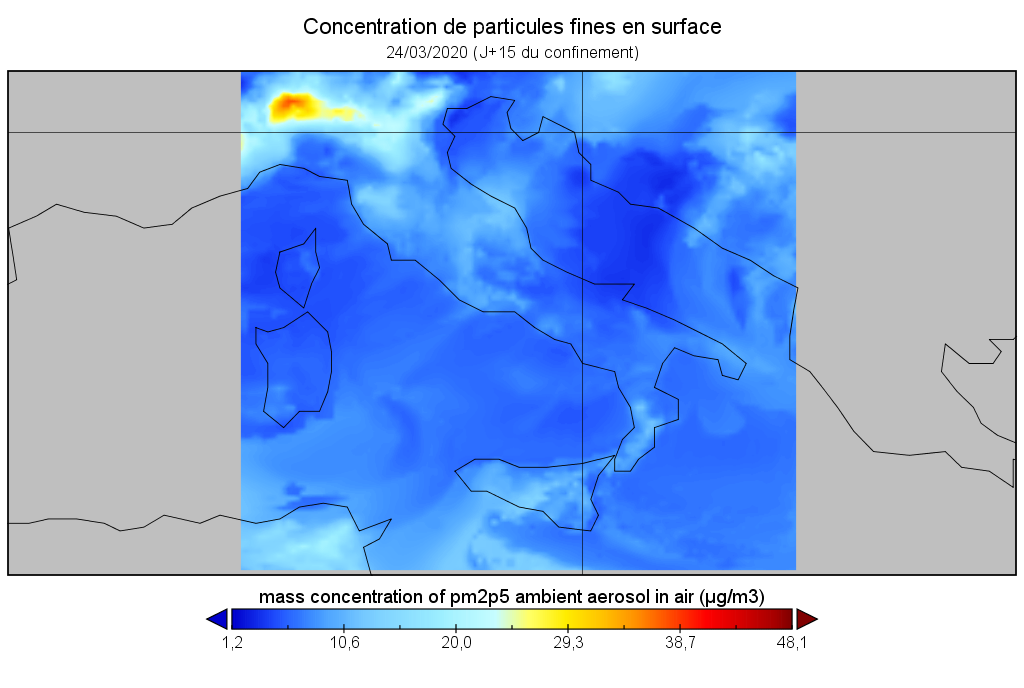 Concentration de particules fines en surface
24/03/2020 (J+15 du confinement)
mass concentration of pm2p5 ambient aerosol in air (µg/m3)
1,2 10,6 20,0 29,3 38,7 48,1